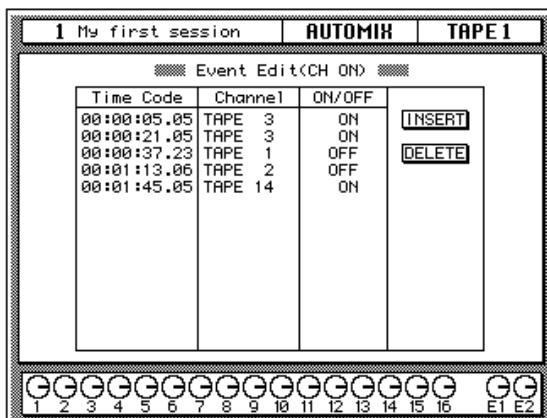 1 My first session AUTOMIX TAPE 1
Event Edit(CH ON)
Time Code Channel ON/OFF
00:00:05.05 TAPE 3 ON INSERT
00:00:21.05 TAPE 3 ON
00:00:37.23 TAPE 1 OFF DELETE
00:01:13.06 TAPE 2 OFF
00:01:45.05 TAPE 14 ON
1 2 3 4 5 6 7 8 9 10 11 12 13 14 15 16 E1 E2